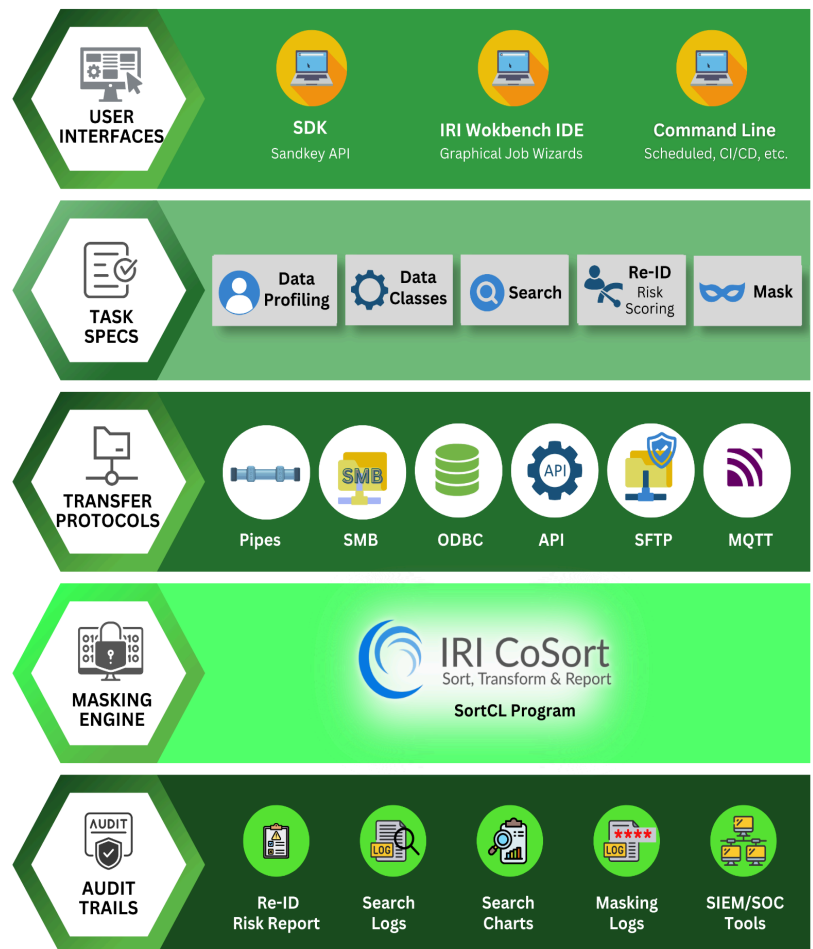 USER
INTERFACES
SDK
Sandkey API
IRI Wokbench IDE
Graphical Job Wizards
Command Line
Scheduled, CI/CD, etc.
TASK
SPECS
Data
Profiling
Data
Classes
Search
Re-ID
Risk
Scoring
Mask
TRANSFER
PROTOCOLS
Pipes
SMB
SMB
ODBC
API
API
SFTP
MQTT
MASKING
ENGINE
IRI CoSort
Sort, Transform & Report
SortCL Program
AUDIT
AUDIT
TRAILS
Re-ID
Risk Report
LOG
Search
Logs
Search
Charts
****
LOG
Masking
Logs
SIEM/SOC
Tools